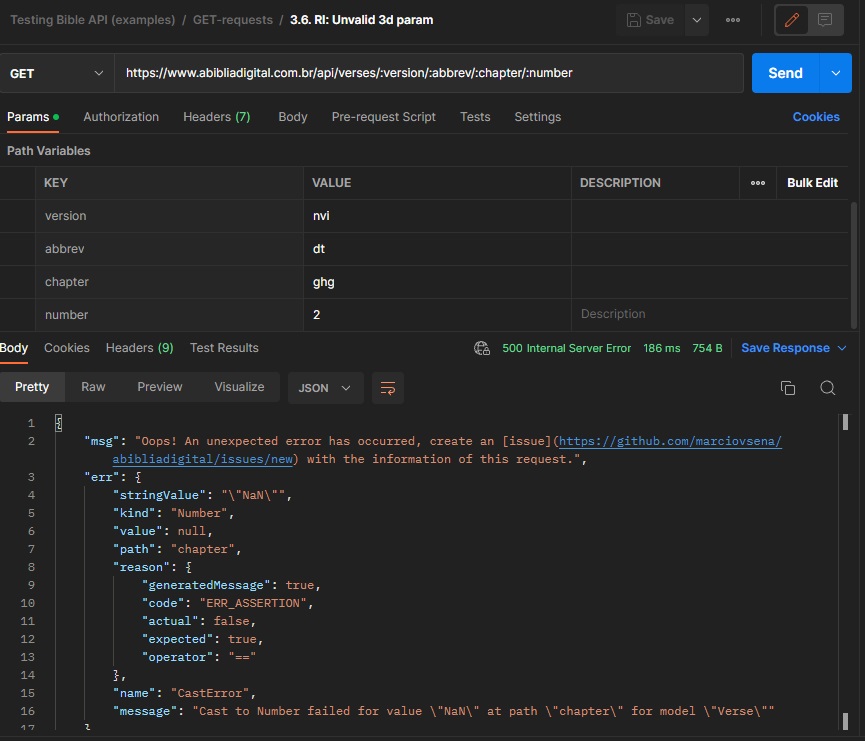 Testing Bible API (examples) / GET-requests / 3.6. RI: Unvalid 3d param
Save
GET https://www.abibliadigital.com.br/api/verses/:version/:abbrev/:chapter/:number Send
Params Authorization Headers (7) Body Pre-request Script Tests Settings Cookies
Path Variables
KEY VALUE DESCRIPTION ••• Bulk Edit
version nvi
abbrev dt
chapter ghg
number 2 Description
Body Cookies Headers (9) Test Results 500 Internal Server Error 186 ms 754 B Save Response
Pretty Raw Preview Visualize JSON
1 {
2 "msg": "Oops! An unexpected error has occurred, create an [issue](https://github.com/marciovsena/
abibliadigital/issues/new) with the information of this request.",
3 "err": {
4 "stringValue": "\"NaN\"",
5 "kind": "Number",
6 "value": null,
7 "path": "chapter",
8 "reason": {
9 "generatedMessage": true,
10 "code": "ERR_ASSERTION",
11 "actual": false,
12 "expected": true,
13 "operator": "=="
14 },
15 "name": "CastError",
16 "message": "Cast to Number failed for value \"NaN\" at path \"chapter\" for model \"Verse\""
17 }